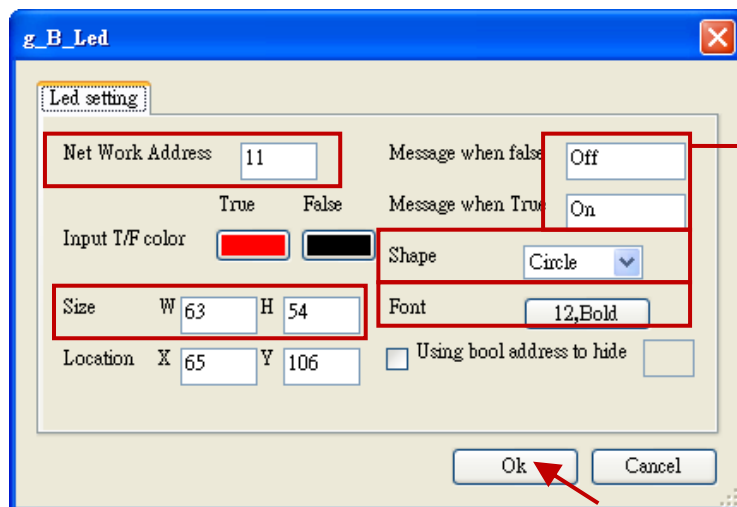 g_B_Led
Led setting
Net Work Address 11 Message when false Off
True False Message when True On
Input T/F color Shape Circle
Size W 63 H 54 Font 12,Bold
Location X 65 Y 106 Using bool address to hide
Ok Cancel